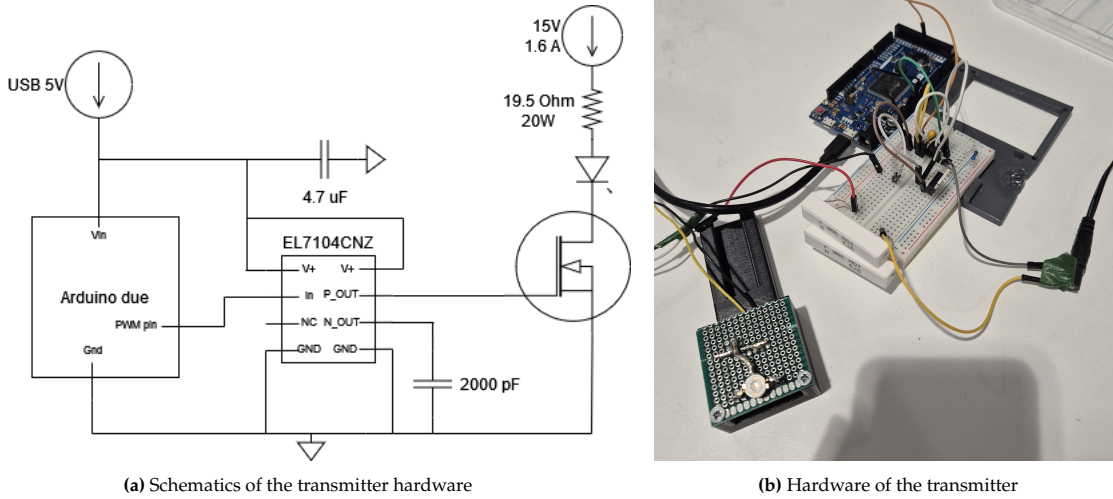 15V
1.6 A
USB 5V
19.5 Ohm
20W
4.7 uF
EL7104CNZ
Vin
V+ V+
Arduino due
In P_OUT
PWM pin
NC N_OUT
Gnd
GND GND
2000 pF
(a) Schematics of the transmitter hardware
(b) Hardware of the transmitter